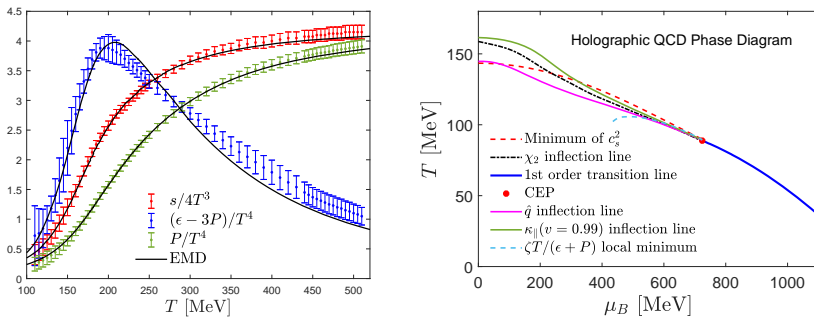 4.5
4
3.5
3
2.5
2
1.5
1
0.5
0
s/4T³
(ϵ − 3P)/T⁴
P/T⁴
EMD
100 150 200 250 300 350 400 450 500
T [MeV]
Holographic QCD Phase Diagram
150
100
50
0
T [MeV]
Minimum of c_s²
χ₂ inflection line
1st order transition line
CEP
q̂ inflection line
κ∥(v = 0.99) inflection line
ζT/(ϵ + P) local minimum
0 200 400 600 800 1000
μ_B [MeV]